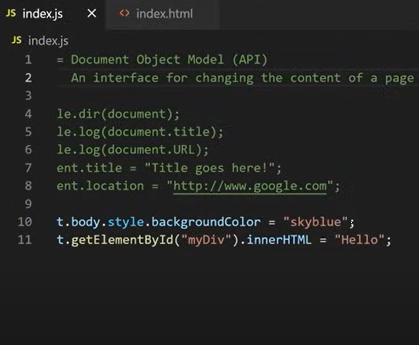 JS index.js × <> index.html
JS index.js
1 = Document Object Model (API)
2 An interface for changing the content of a page
3
4 le.dir(document);
5 le.log(document.title);
6 le.log(document.URL);
7 ent.title = "Title goes here!";
8 ent.location = "http://www.google.com";
9
10 t.body.style.backgroundColor = "skyblue";
11 t.getElementById("myDiv").innerHTML = "Hello";